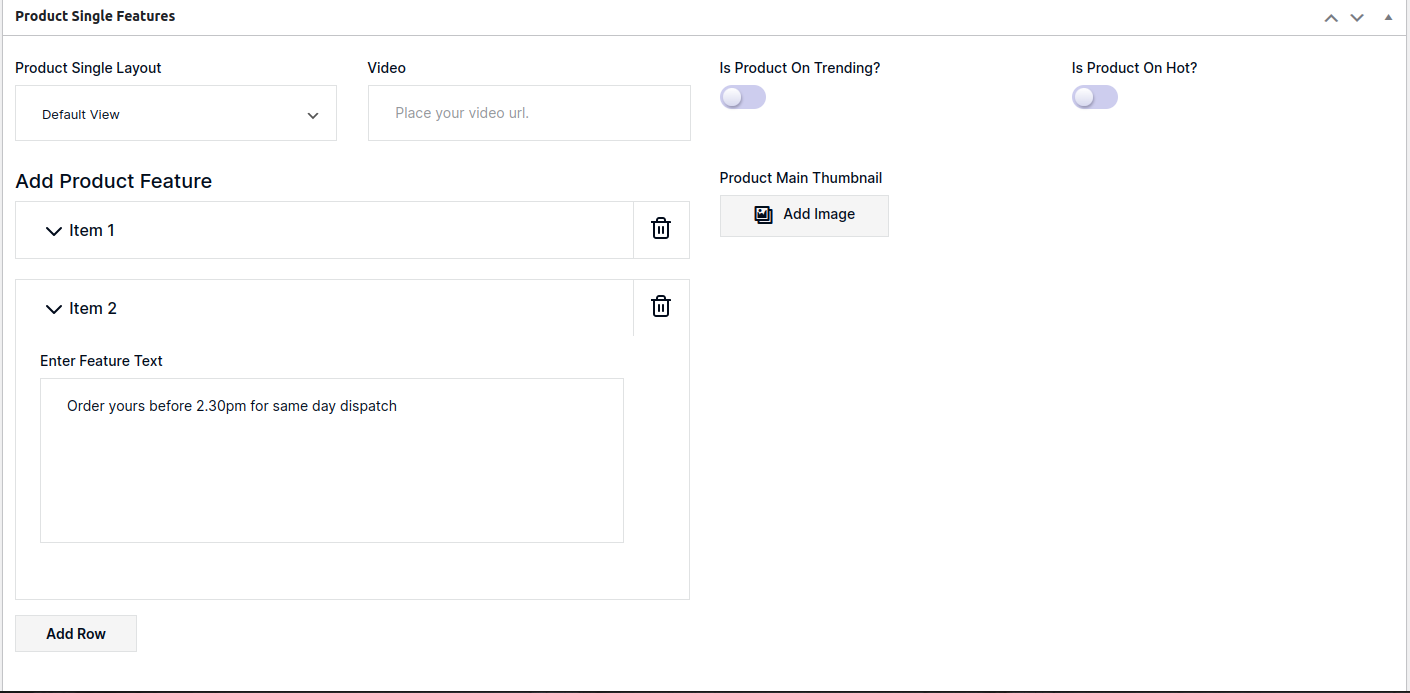 Product Single Features
Product Single Layout
Video
Is Product On Trending?
Is Product On Hot?
Default View
Place your video url.
Add Product Feature
Product Main Thumbnail
Item 1
Add Image
Item 2
Enter Feature Text
Order yours before 2.30pm for same day dispatch
Add Row